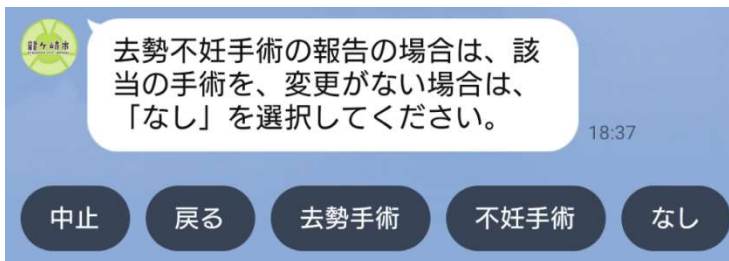 龍ケ崎市
去勢不妊手術の報告の場合は、該
当の手術を、変更がない場合は、
「なし」を選択してください。
18:37
中止
戻る
去勢手術
不妊手術
なし